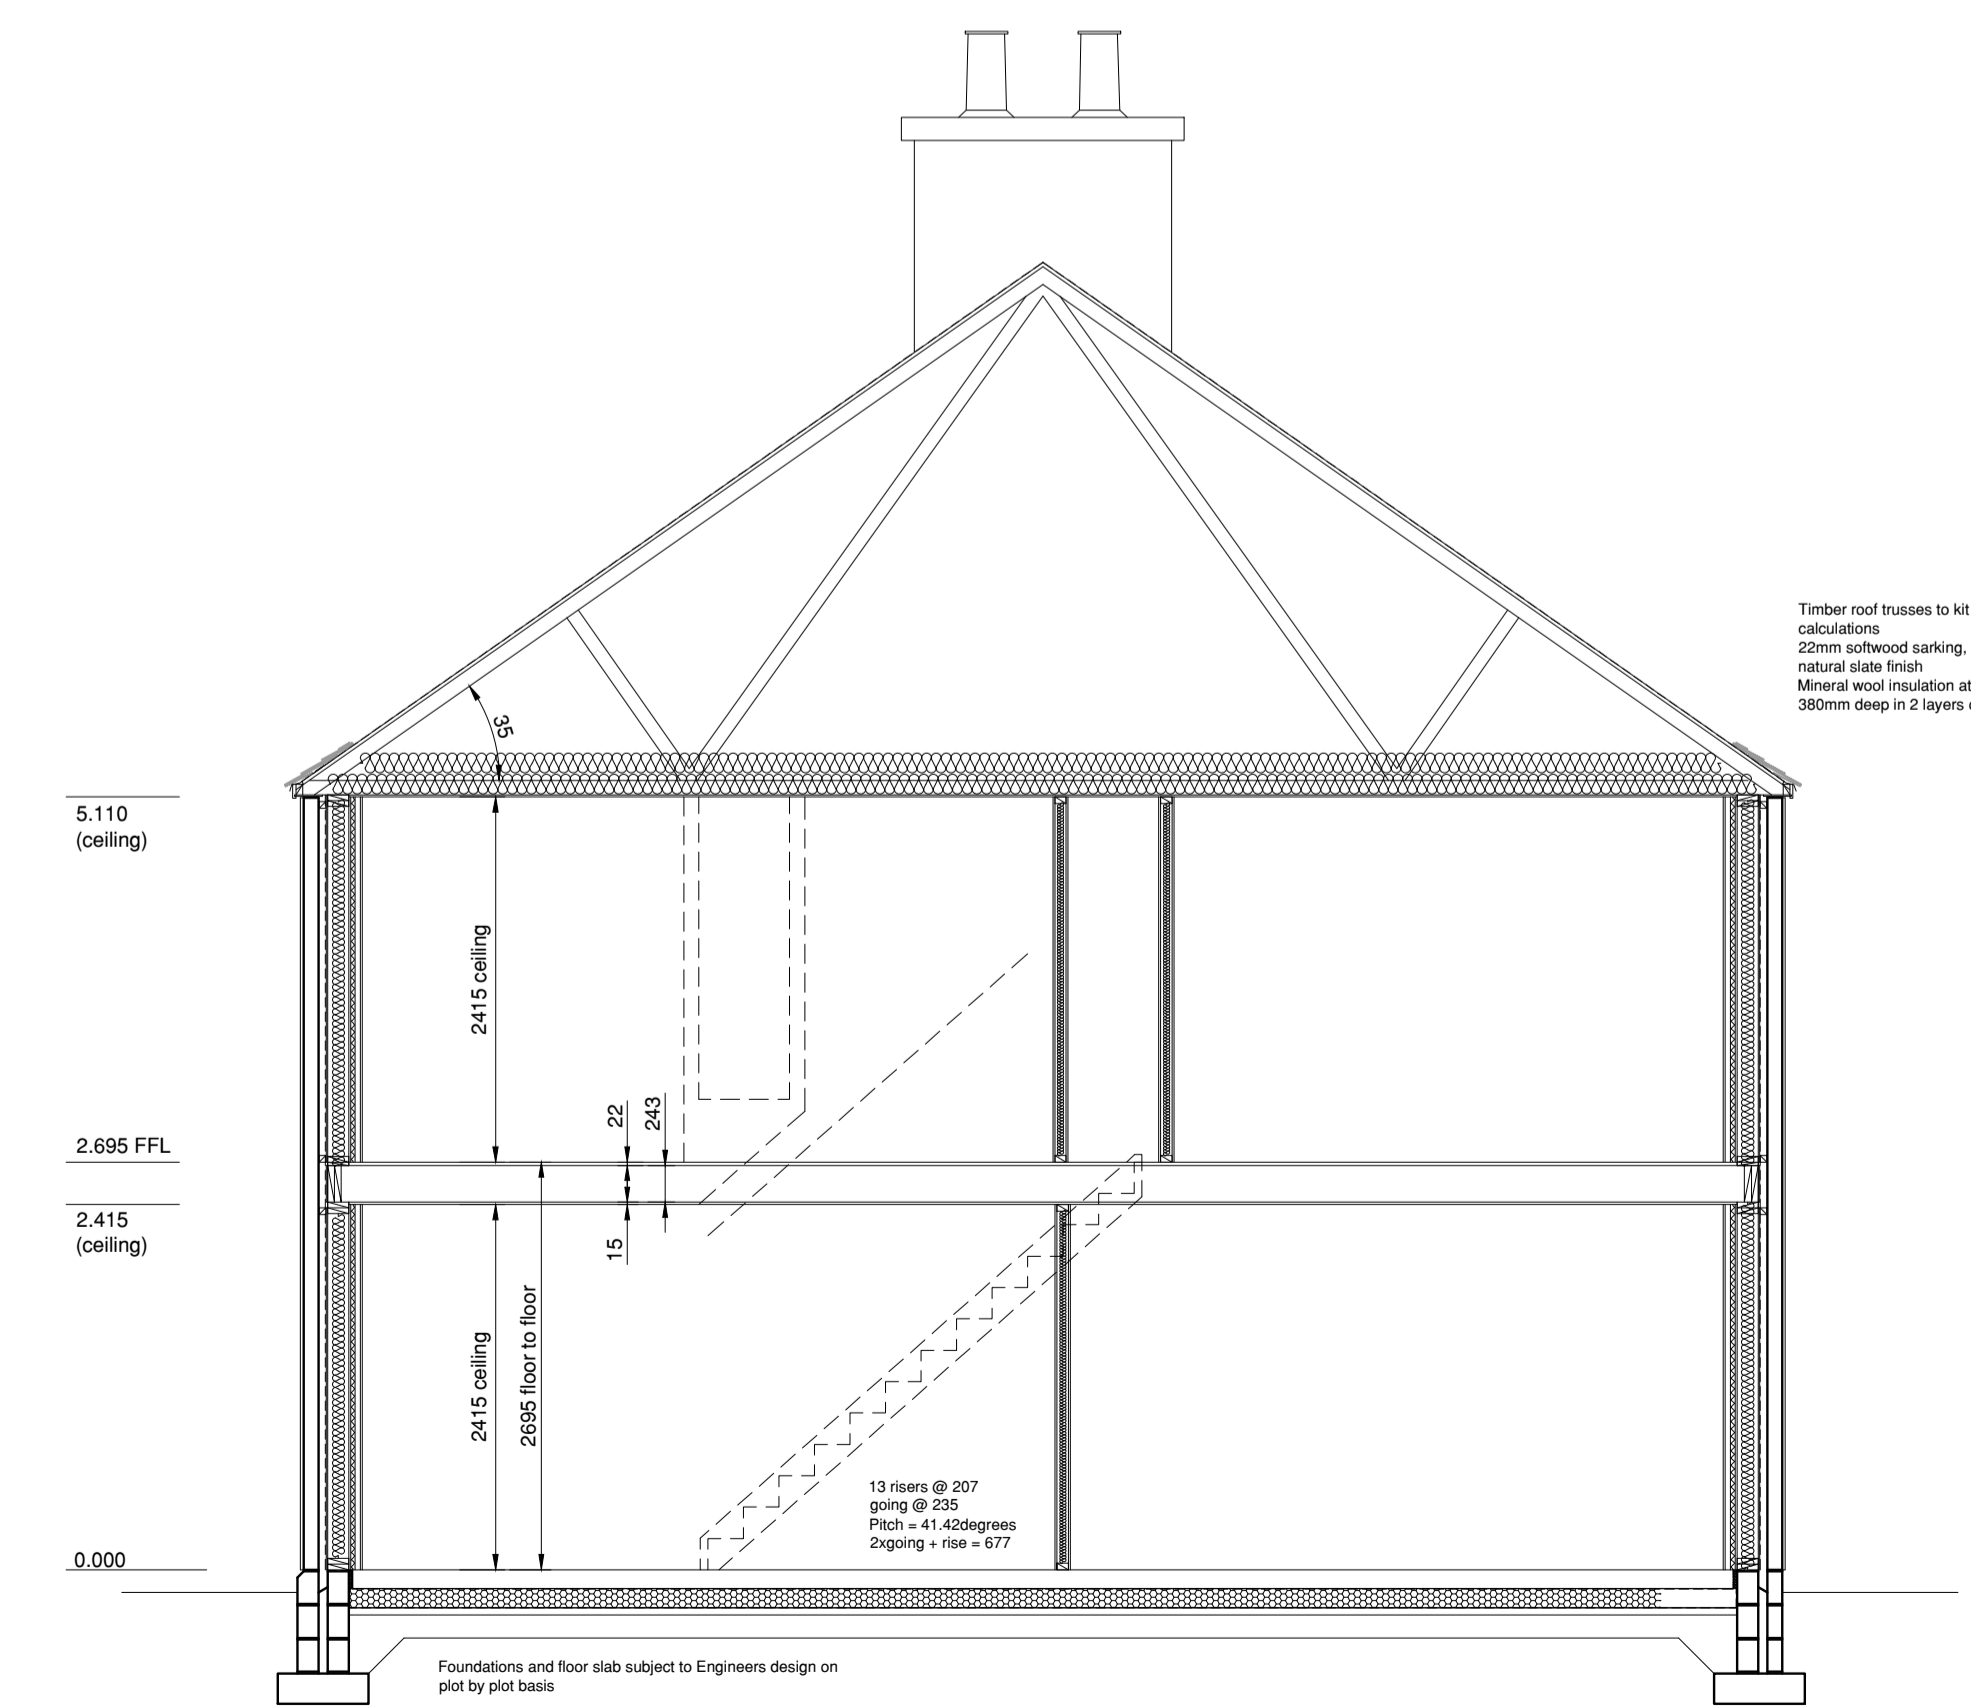 Timber roof trusses to kit
calculations
22mm softwood sarking,
natural slate finish
Mineral wool insulation at
380mm deep in 2 layers
35
5.110
(ceiling)
2415 ceiling
22
243
2.695 FFL
2.415
(ceiling)
15
2415 ceiling
2695 floor to floor
13 risers @ 207
going @ 235
Pitch = 41.42degrees
2xgoing + rise = 677
0.000
Foundations and floor slab subject to Engineers design on
plot by plot basis